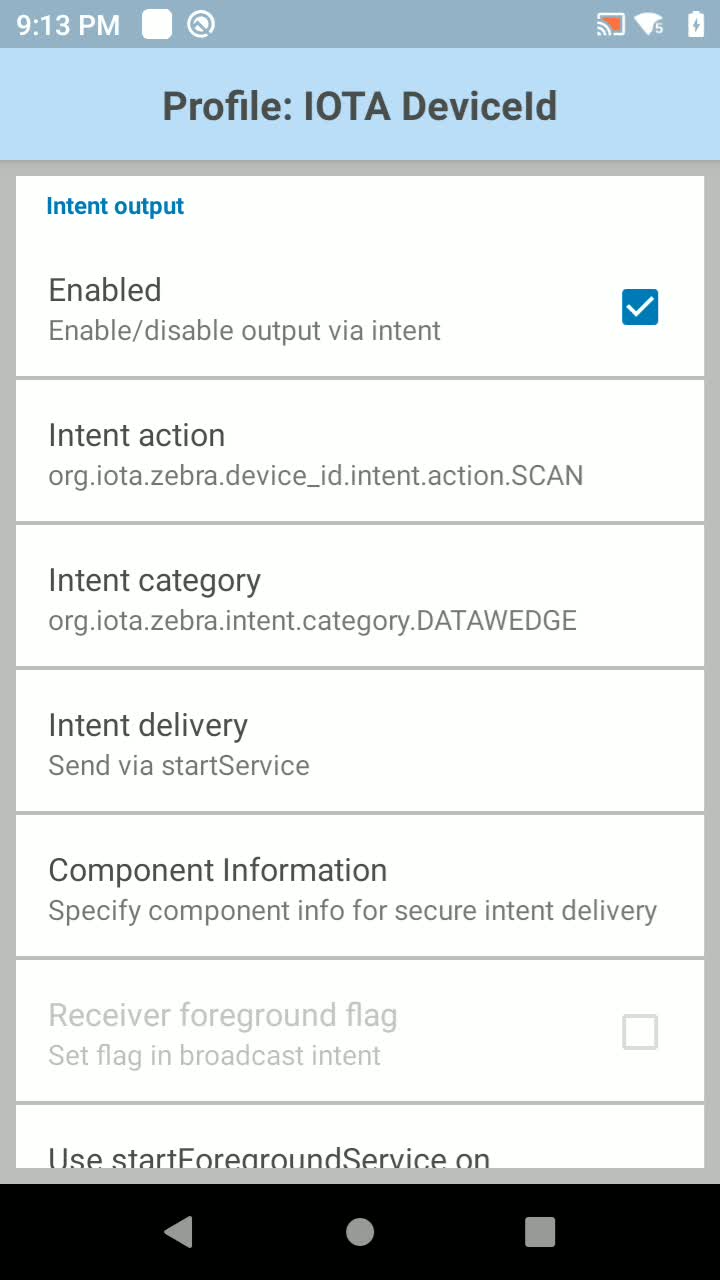 9:13 PM
5
Profile: IOTA DeviceId
Intent output
Enabled
Enable/disable output via intent
Intent action
org.iota.zebra.device_id.intent.action.SCAN
Intent category
org.iota.zebra.intent.category.DATAWEDGE
Intent delivery
Send via startService
Component Information
Specify component info for secure intent delivery
Receiver foreground flag
Set flag in broadcast intent
Use startForegroundService on